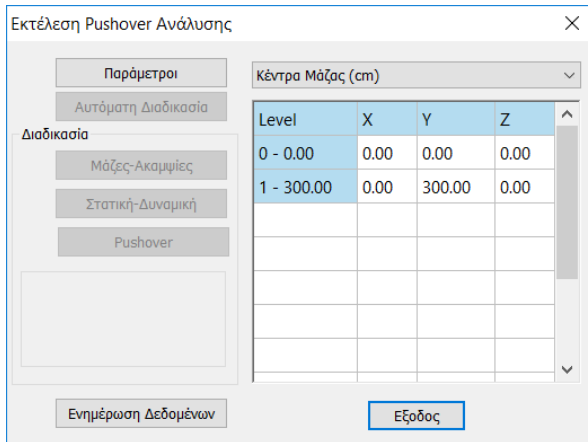 Εκτέλεση Pushover Ανάλυσης
Παράμετροι
Αυτόματη Διαδικασία
Διαδικασία
Μάζες-Ακαμψίες
Στατική-Δυναμική
Pushover
Ενημέρωση Δεδομένων
Κέντρα Μάζας (cm)
Level X Y Z
0 - 0.00 0.00 0.00 0.00
1 - 300.00 0.00 300.00 0.00
Εξοδος